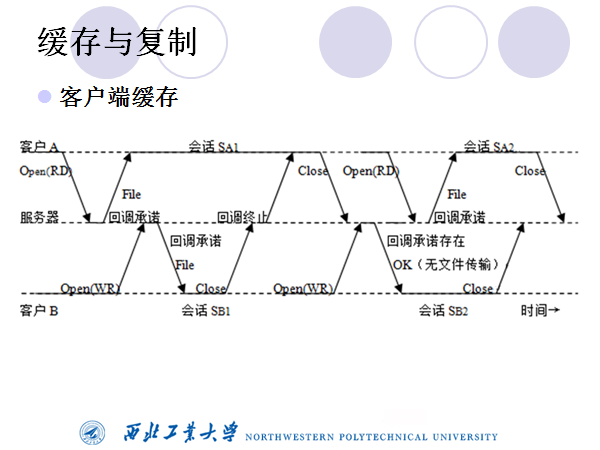 缓存与复制
客户端缓存
客户A 会话 SA1 会话 SA2
Open(RD) Close Open(RD) Close
File File
服务器 回调承诺 回调终止 回调承诺
回调承诺 回调承诺存在
File OK（无文件传输）
Open(WR) Close Open(WR) Close
客户B 会话 SB1 会话 SB2 时间→
西北工业大学 NORTHWESTERN POLYTECHNICAL UNIVERSITY